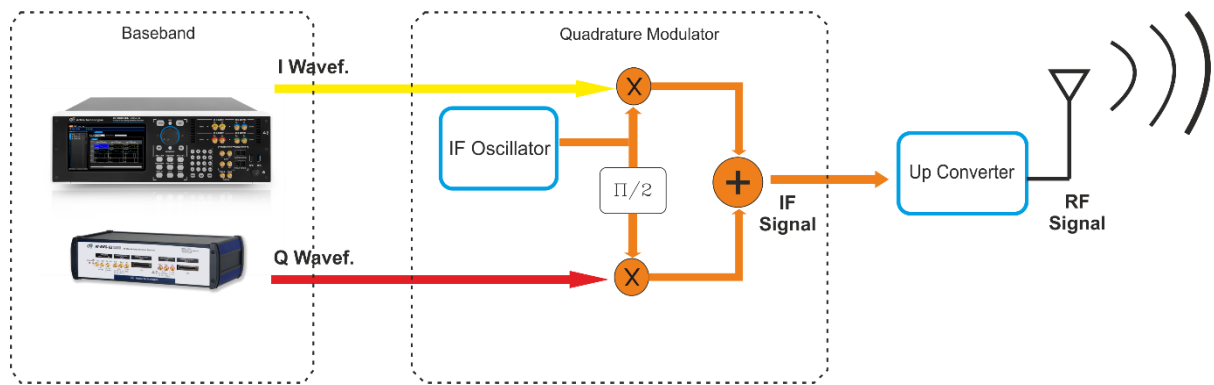 Baseband
Quadrature Modulator
I Wavef.
X
IF Oscillator
Π/2
+
IF
Signal
Up Converter
RF
Signal
Q Wavef.
X